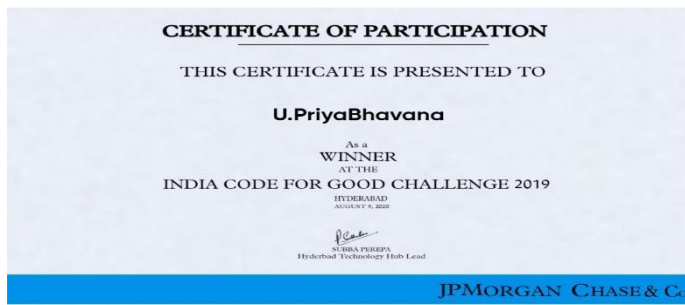 CERTIFICATE OF PARTICIPATION
THIS CERTIFICATE IS PRESENTED TO
U.PriyaBhavana
As a
WINNER
AT THE
INDIA CODE FOR GOOD CHALLENGE 2019
HYDERABAD
AUGUST 9, 2020
SUBBA PEREPA
Hyderbad Technology Hub Lead
JPMORGAN CHASE & Co